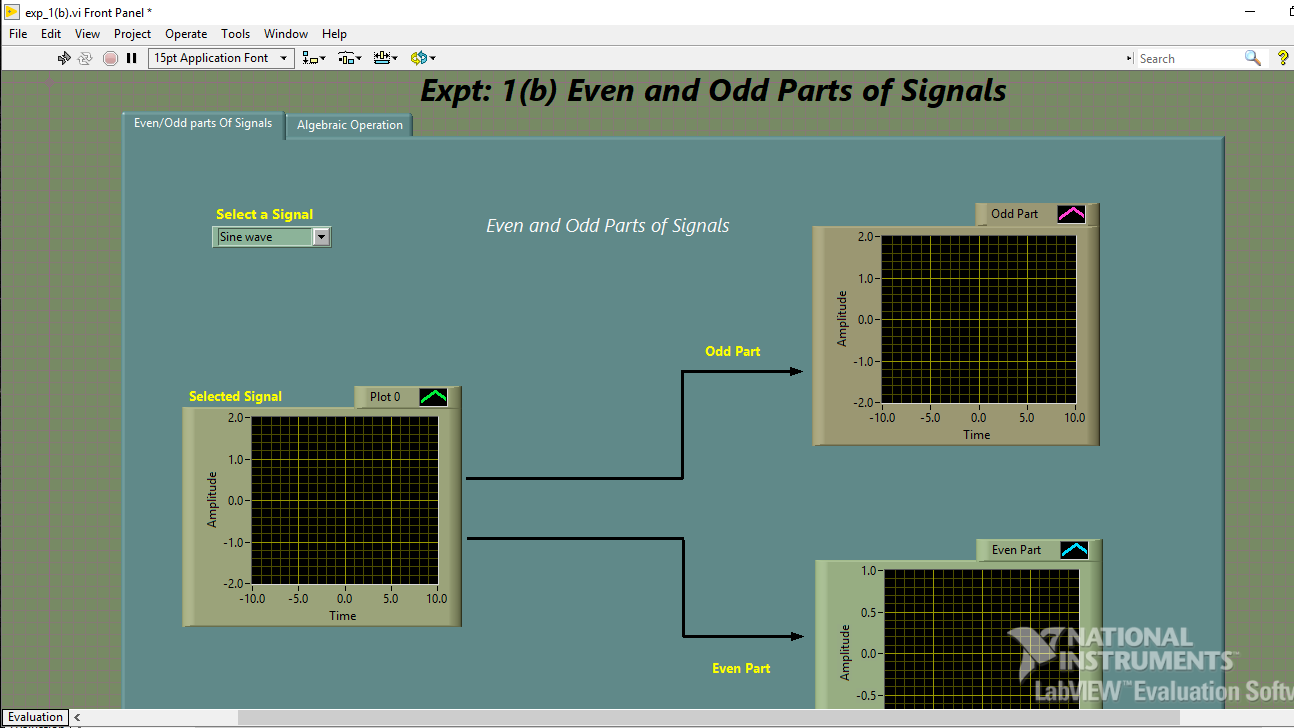 exp_1(b).vi Front Panel *
File Edit View Project Operate Tools Window Help
15pt Application Font
Search
Expt: 1(b) Even and Odd Parts of Signals
Even/Odd parts Of Signals
Algebraic Operation
Select a Signal
Sine wave
Even and Odd Parts of Signals
Odd Part
2.0
1.0
0.0
-1.0
-2.0
Amplitude
-10.0 -5.0 0.0 5.0 10.0
Time
Odd Part
Selected Signal
Plot 0
2.0
1.0
0.0
-1.0
-2.0
Amplitude
-10.0 -5.0 0.0 5.0 10.0
Time
Even Part
1.0
0.5
0.0
-0.5
Amplitude
Even Part
NATIONAL
INSTRUMENTS™
LabVIEW™ Evaluation Softw
Evaluation